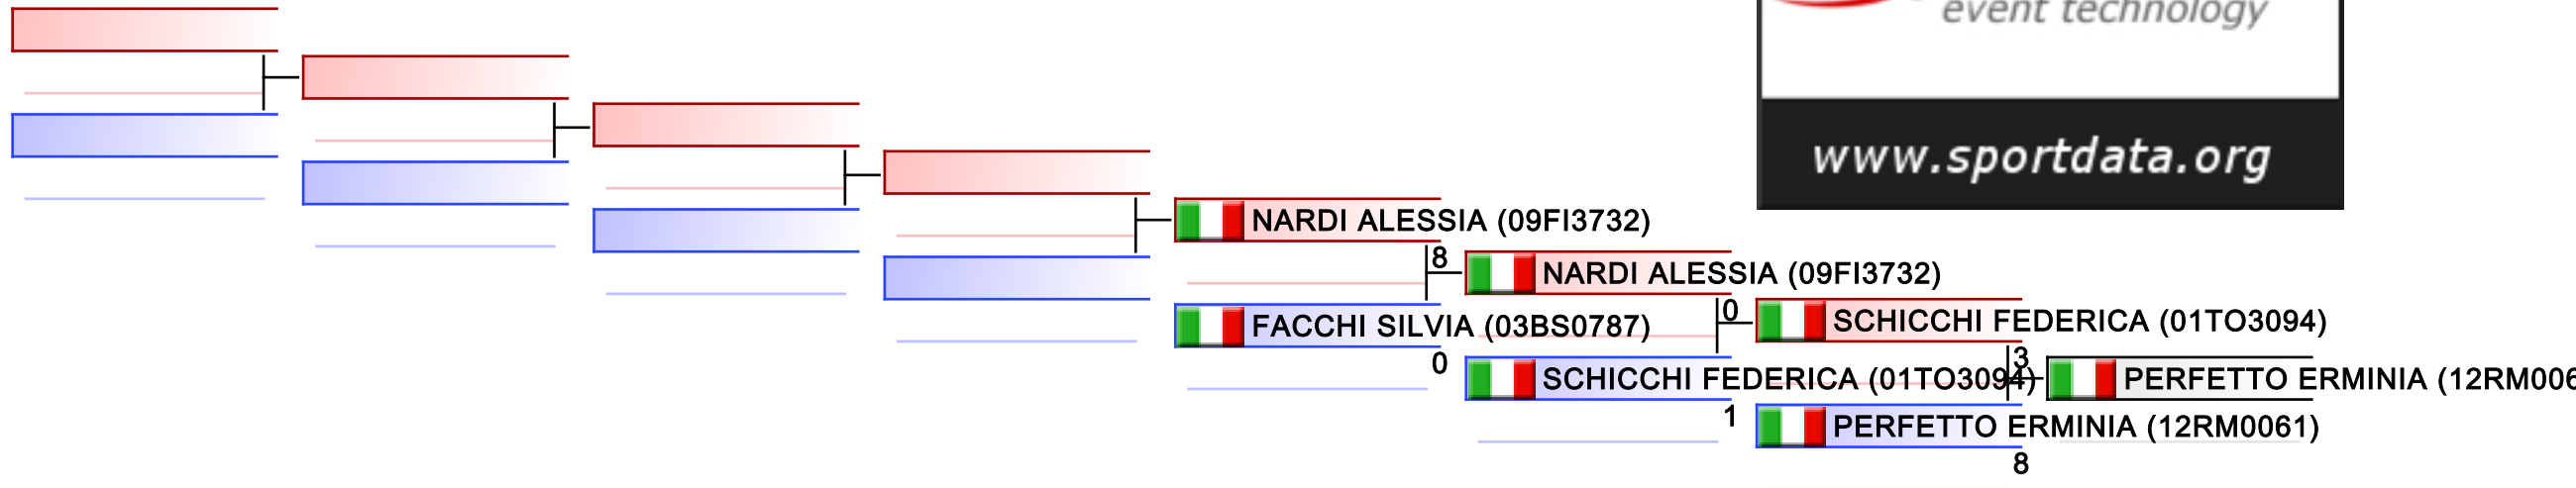 event technology
www.sportdata.org
NARDI ALESSIA (09FI3732)
8
NARDI ALESSIA (09FI3732)
0
SCHICCHI FEDERICA (01TO3094)
FACCHI SILVIA (03BS0787)
0
3
SCHICCHI FEDERICA (01TO3094)
PERFETTO ERMINIA (12RM006
1
PERFETTO ERMINIA (12RM0061)
8